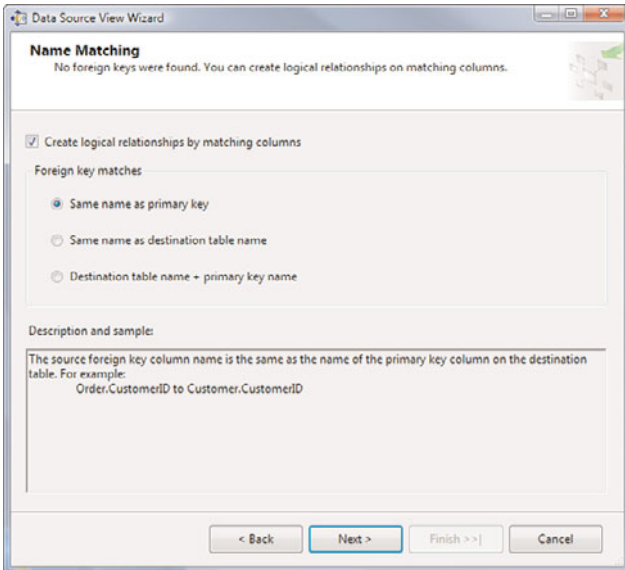 Data Source View Wizard
Name Matching
No foreign keys were found. You can create logical relationships on matching columns.
Create logical relationships by matching columns
Foreign key matches
Same name as primary key
Same name as destination table name
Destination table name + primary key name
Description and sample:
The source foreign key column name is the same as the name of the primary key column on the destination
table. For example:
Order.CustomerID to Customer.CustomerID
< Back
Next >
Finish >>|
Cancel